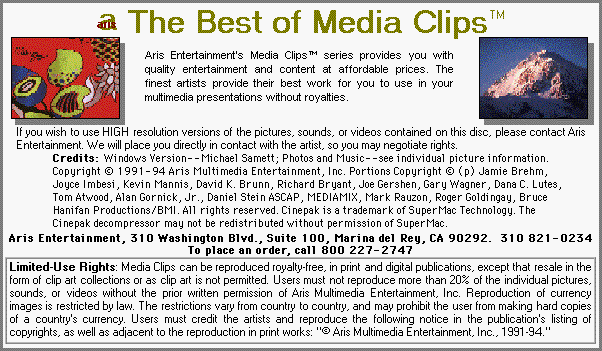 aris
a The Best of Media Clips™
Aris Entertainment's Media Clips™ series provides you with
quality entertainment and content at affordable prices. The
finest artists provide their best work for you to use in your
multimedia presentations without royalties.
If you wish to use HIGH resolution versions of the pictures, sounds, or videos contained on this disc, please contact Aris
Entertainment. We will place you directly in contact with the artist, so you may negotiate rights.
Credits: Windows Version--Michael Samett; Photos and Music--see individual picture information.
Copyright © 1991-94 Aris Multimedia Entertainment, Inc. Portions Copyright © (p) Jamie Brehm,
Joyce Imbesi, Kevin Mannis, David K. Brunn, Richard Bryant, Joe Gershen, Gary Wagner, Dana C. Lutes,
Tom Atwood, Alan Gornick, Jr., Daniel Stein ASCAP, MEDIAMIX, Mark Rauzon, Roger Goldingay, Bruce
Hanifan Productions/BMI. All rights reserved. Cinepak is a trademark of SuperMac Technology. The
Cinepak decompressor may not be redistributed without permission of SuperMac.
Aris Entertainment, 310 Washington Blvd., Suite 100, Marina del Rey, CA 90292. 310 821-0234
To place an order, call 800 227-2747
Limited-Use Rights: Media Clips can be reproduced royalty-free, in print and digital publications, except that resale in the
form of clip art collections or as clip art is not permitted. Users must not reproduce more than 20% of the individual pictures,
sounds, or videos without the prior written permission of Aris Multimedia Entertainment, Inc. Reproduction of currency
images is restricted by law. The restrictions vary from country to country, and may prohibit the user from making hard copies
of a country's currency. Users must credit the artists and reproduce the following notice in the publication's listing of
copyrights, as well as adjacent to the reproduction in print works: "© Aris Multimedia Entertainment, Inc., 1991-94."